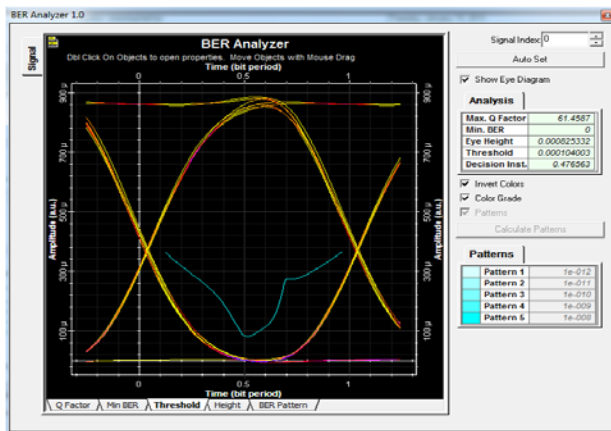 BER Analyzer 1.0
Signal
BER Analyzer
Dbl Click On Objects to open properties. Move Objects with Mouse Drag
Time (bit period)
0 0.5 1
Amplitude (a.u.)
900 µ
700 µ
500 µ
300 µ
100 µ
Amplitude (a.u.)
900 µ
700 µ
500 µ
300 µ
100 µ
0 0.5 1
Time (bit period)
Q Factor Min BER Threshold Height BER Pattern
Signal Index: 0
Auto Set
Show Eye Diagram
Analysis
Max. Q Factor 61.4587
Min. BER 0
Eye Height 0.000825332
Threshold 0.000104003
Decision Inst. 0.476563
Invert Colors
Color Grade
Patterns
Calculate Patterns
Patterns
Pattern 1 1e-012
Pattern 2 1e-011
Pattern 3 1e-010
Pattern 4 1e-009
Pattern 5 1e-008